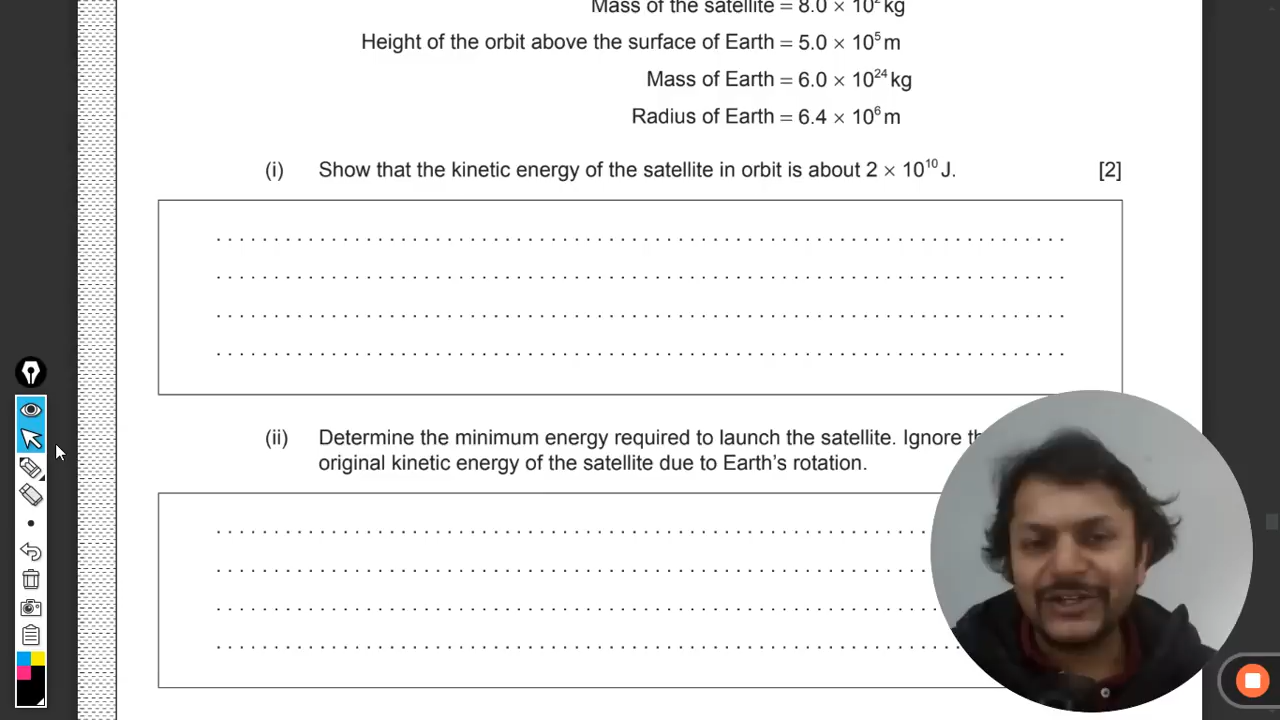 Mass of the satellite = 8.0 × 10² kg
Height of the orbit above the surface of Earth = 5.0 × 10⁵ m
Mass of Earth = 6.0 × 10²⁴ kg
Radius of Earth = 6.4 × 10⁶ m
(i) Show that the kinetic energy of the satellite in orbit is about 2 × 10¹⁰ J. [2]
(ii) Determine the minimum energy required to launch the satellite. Ignore
original kinetic energy of the satellite due to Earth's rotation.